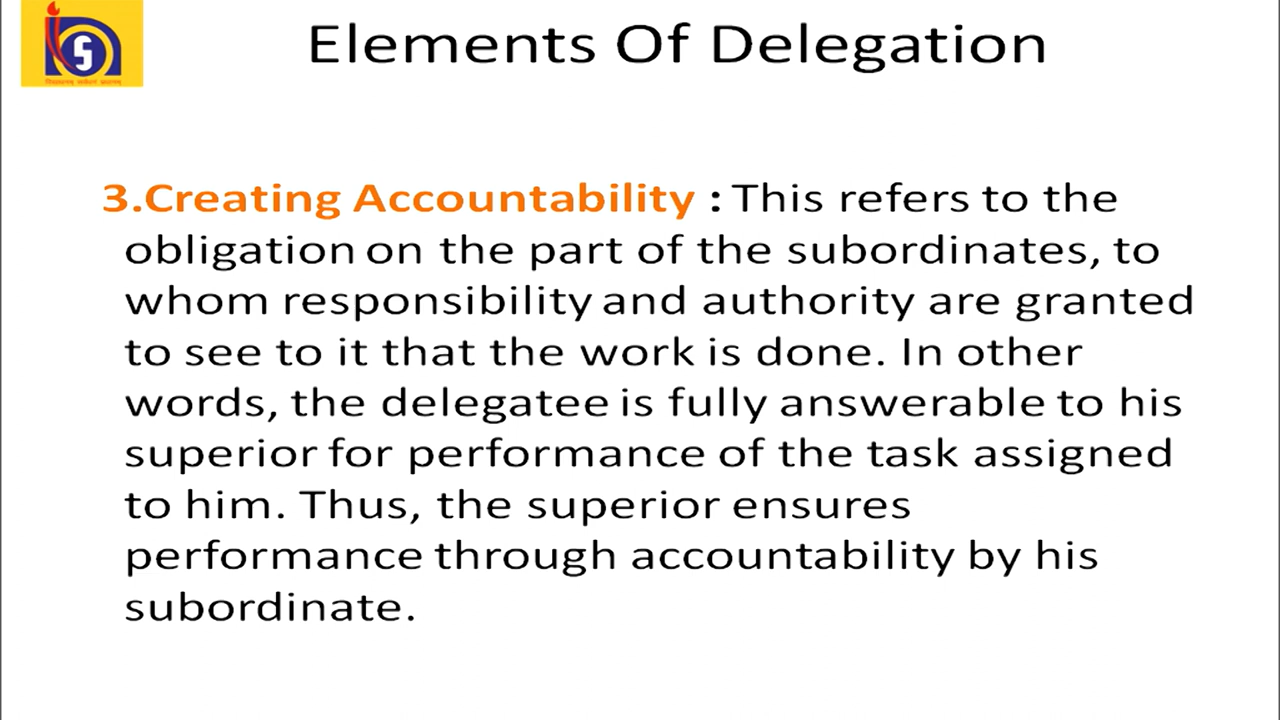 Elements Of Delegation
3.Creating Accountability : This refers to the
obligation on the part of the subordinates, to
whom responsibility and authority are granted
to see to it that the work is done. In other
words, the delegatee is fully answerable to his
superior for performance of the task assigned
to him. Thus, the superior ensures
performance through accountability by his
subordinate.